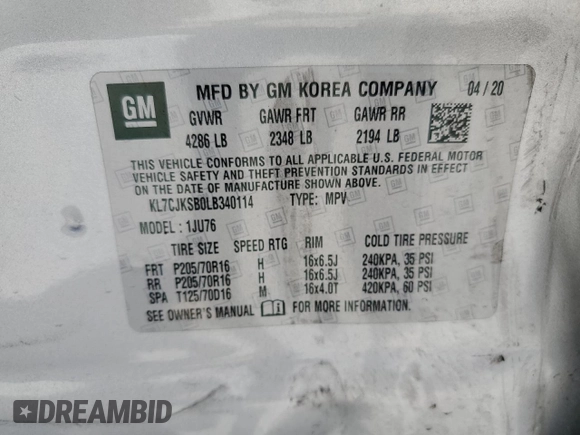 GM
MFD BY GM KOREA COMPANY 04/20
GVWR GAWR FRT GAWR RR
4286 LB 2348 LB 2194 LB
THIS VEHICLE CONFORMS TO ALL APPLICABLE U.S. FEDERAL MOTOR
VEHICLE SAFETY AND THEFT PREVENTION STANDARDS IN EFFECT
ON THE DATE OF MANUFACTURE SHOWN ABOVE.
KL7CJKSB0LB340114 TYPE: MPV
MODEL: 1JU76
TIRE SIZE SPEED RTG RIM COLD TIRE PRESSURE
FRT P205/70R16 H 16x6.5J 240KPA, 35 PSI
RR P205/70R16 H 16x6.5J 240KPA, 35 PSI
SPA T125/70D16 M 16x4.0T 420KPA, 60 PSI
SEE OWNER'S MANUAL FOR MORE INFORMATION.
DREAMBID